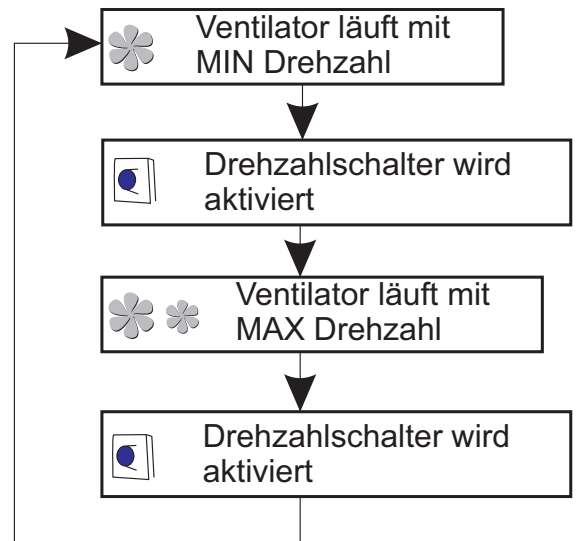 Ventilator läuft mit
MIN Drehzahl
Drehzahlschalter wird
aktiviert
Ventilator läuft mit
MAX Drehzahl
Drehzahlschalter wird
aktiviert